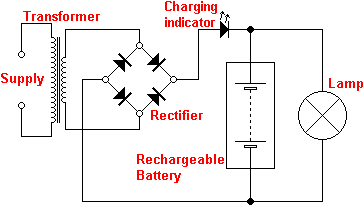 Charging
indicator
Transformer
Supply
Rectifier
Lamp
Rechargeable
Battery